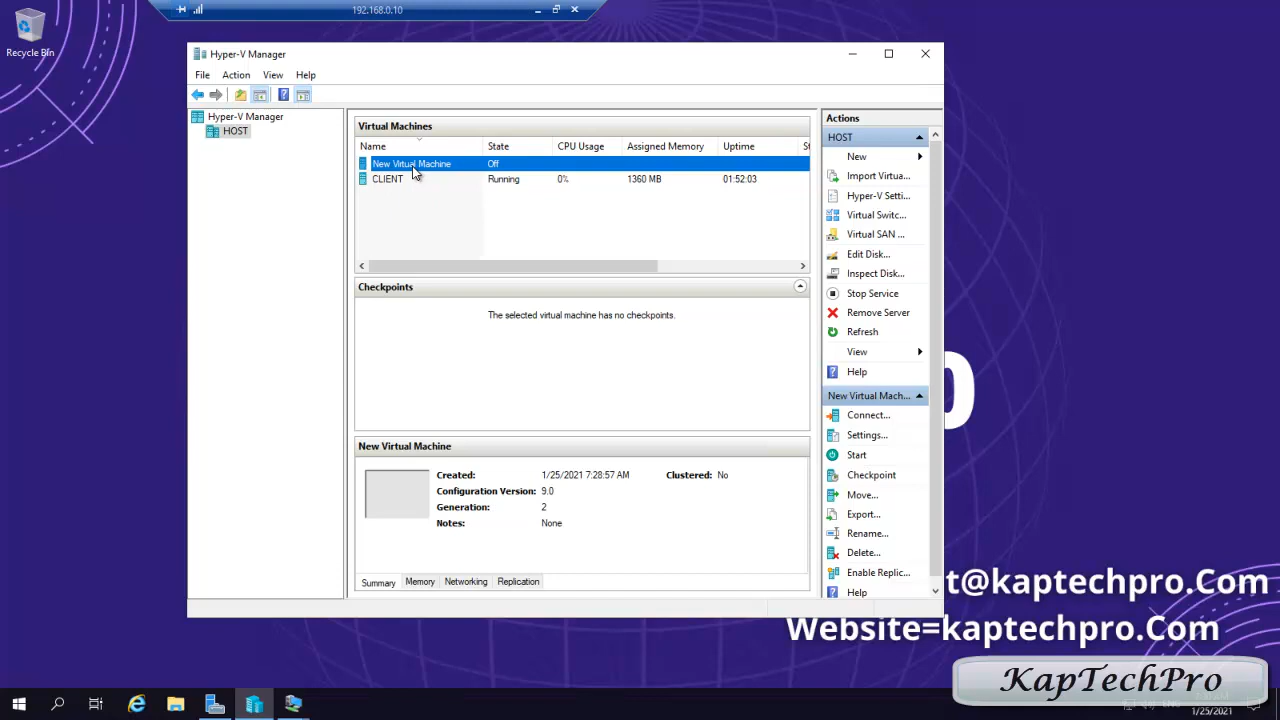 192.168.0.10
Recycle Bin
Hyper-V Manager
File Action View Help
Hyper-V Manager
HOST
Virtual Machines
Name State CPU Usage Assigned Memory Uptime
New Virtual Machine Off
CLIENT Running 0% 1360 MB 01:52:03
Checkpoints
The selected virtual machine has no checkpoints.
New Virtual Machine
Created: 1/25/2021 7:28:57 AM Clustered: No
Configuration Version: 9.0
Generation: 2
Notes: None
Summary Memory Networking Replication
Actions
HOST
New
Import Virtua...
Hyper-V Setti...
Virtual Switc...
Virtual SAN ...
Edit Disk...
Inspect Disk...
Stop Service
Remove Server
Refresh
View
Help
New Virtual Mach...
Connect...
Settings...
Start
Checkpoint
Move...
Export...
Rename...
Delete...
Enable Replic...
Help
t@kaptechpro.Com
Website=kaptechpro.Com
KapTechPro
1/25/2021